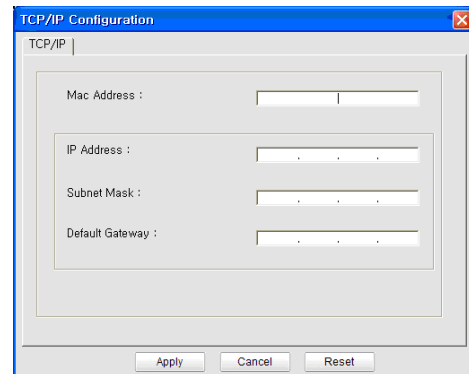 TCP/IP Configuration
TCP/IP
Mac Address :
IP Address :
. . .
Subnet Mask :
. . .
Default Gateway :
. . .
Apply Cancel Reset